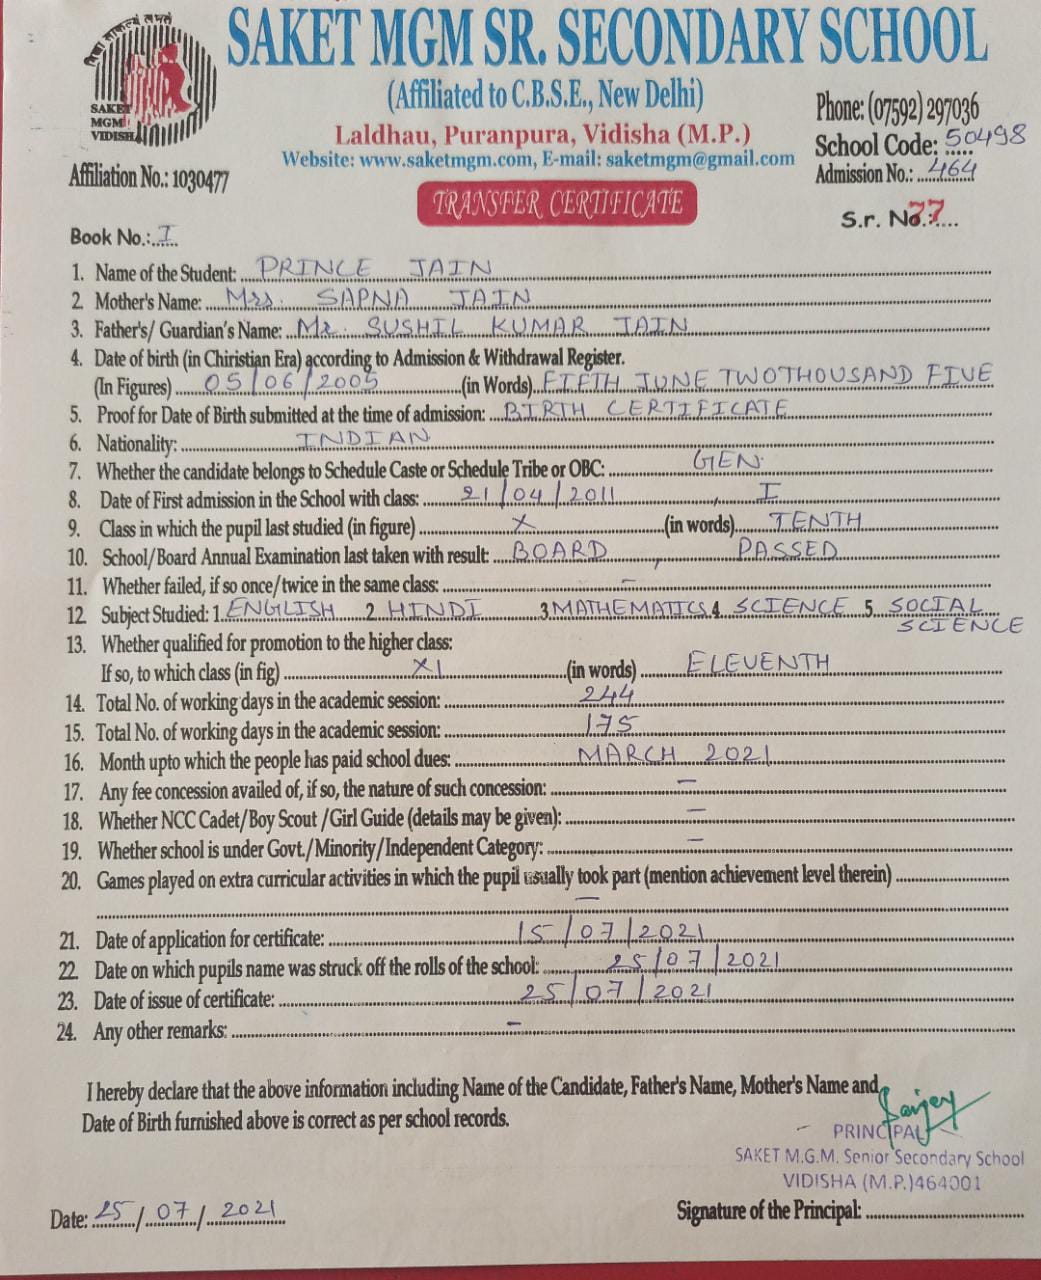 SAKET MGM SR. SECONDARY SCHOOL
(Affiliated to C.B.S.E., New Delhi)
Laldhau, Puranpura, Vidisha (M.P.)
Website: www.saketmgm.com, E-mail: saketmgm@gmail.com
SAKET
MGM
VIDISHA
Phone: (07592) 297036
School Code: 50498
Affiliation No.: 1030477
Admission No.: 464
TRANSFER CERTIFICATE
S.r. No.: 77
Book No.: I
1. Name of the Student: PRINCE JAIN
2. Mother's Name: Mrs. SAPNA JAIN
3. Father's/ Guardian's Name: Mr. SUSHIL KUMAR JAIN
4. Date of birth (in Chiristian Era) according to Admission & Withdrawal Register.
(In Figures) 05/06/2005 (in Words) FIFTH JUNE TWOTHOUSAND FIVE
5. Proof for Date of Birth submitted at the time of admission: BIRTH CERTIFICATE
6. Nationality: INDIAN
7. Whether the candidate belongs to Schedule Caste or Schedule Tribe or OBC: GEN.
8. Date of First admission in the School with class: 21/04/2011, I
9. Class in which the pupil last studied (in figure) X (in words) TENTH
10. School/Board Annual Examination last taken with result: BOARD, PASSED
11. Whether failed, if so once/twice in the same class: -
12. Subject Studied: 1. ENGLISH 2. HINDI 3. MATHEMATICS 4. SCIENCE 5. SOCIAL
SCIENCE
13. Whether qualified for promotion to the higher class:
If so, to which class (in fig) XI (in words) ELEVENTH
14. Total No. of working days in the academic session: 244
15. Total No. of working days in the academic session: 175
16. Month upto which the people has paid school dues: MARCH 2021
17. Any fee concession availed of, if so, the nature of such concession: -
18. Whether NCC Cadet/Boy Scout /Girl Guide (details may be given): -
19. Whether school is under Govt./Minority/Independent Category: -
20. Games played on extra curricular activities in which the pupil usually took part (mention achievement level therein)
-
21. Date of application for certificate: 15/07/2021
22. Date on which pupils name was struck off the rolls of the school: 25/07/2021
23. Date of issue of certificate: 25/07/2021
24. Any other remarks: -
I hereby declare that the above information including Name of the Candidate, Father's Name, Mother's Name and
Date of Birth furnished above is correct as per school records.
Sanjay
PRINCIPAL
SAKET M.G.M. Senior Secondary School
VIDISHA (M.P.)464001
Date: 25/07/2021
Signature of the Principal: